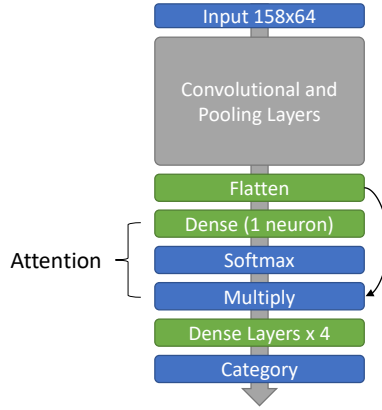 Input 158x64
Convolutional and
Pooling Layers
Flatten
Dense (1 neuron)
Attention
Softmax
Multiply
Dense Layers x 4
Category